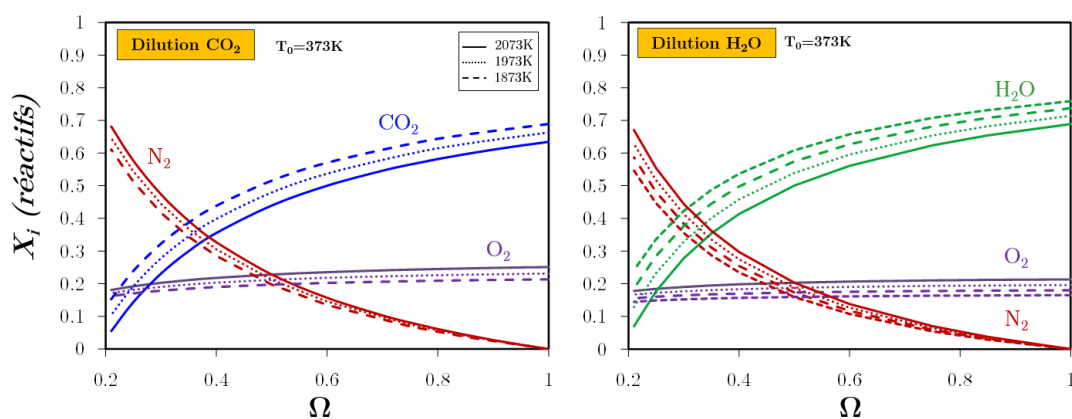 Dilution CO₂
T₀=373K
2073K
1973K
1873K
CO₂
N₂
O₂
1
0.9
0.8
0.7
0.6
0.5
0.4
0.3
0.2
0.1
0
0.2
0.4
0.6
0.8
1
Ω
X_i (réactifs)
Dilution H₂O
T₀=373K
H₂O
O₂
N₂
1
0.9
0.8
0.7
0.6
0.5
0.4
0.3
0.2
0.1
0
0.2
0.4
0.6
0.8
1
Ω